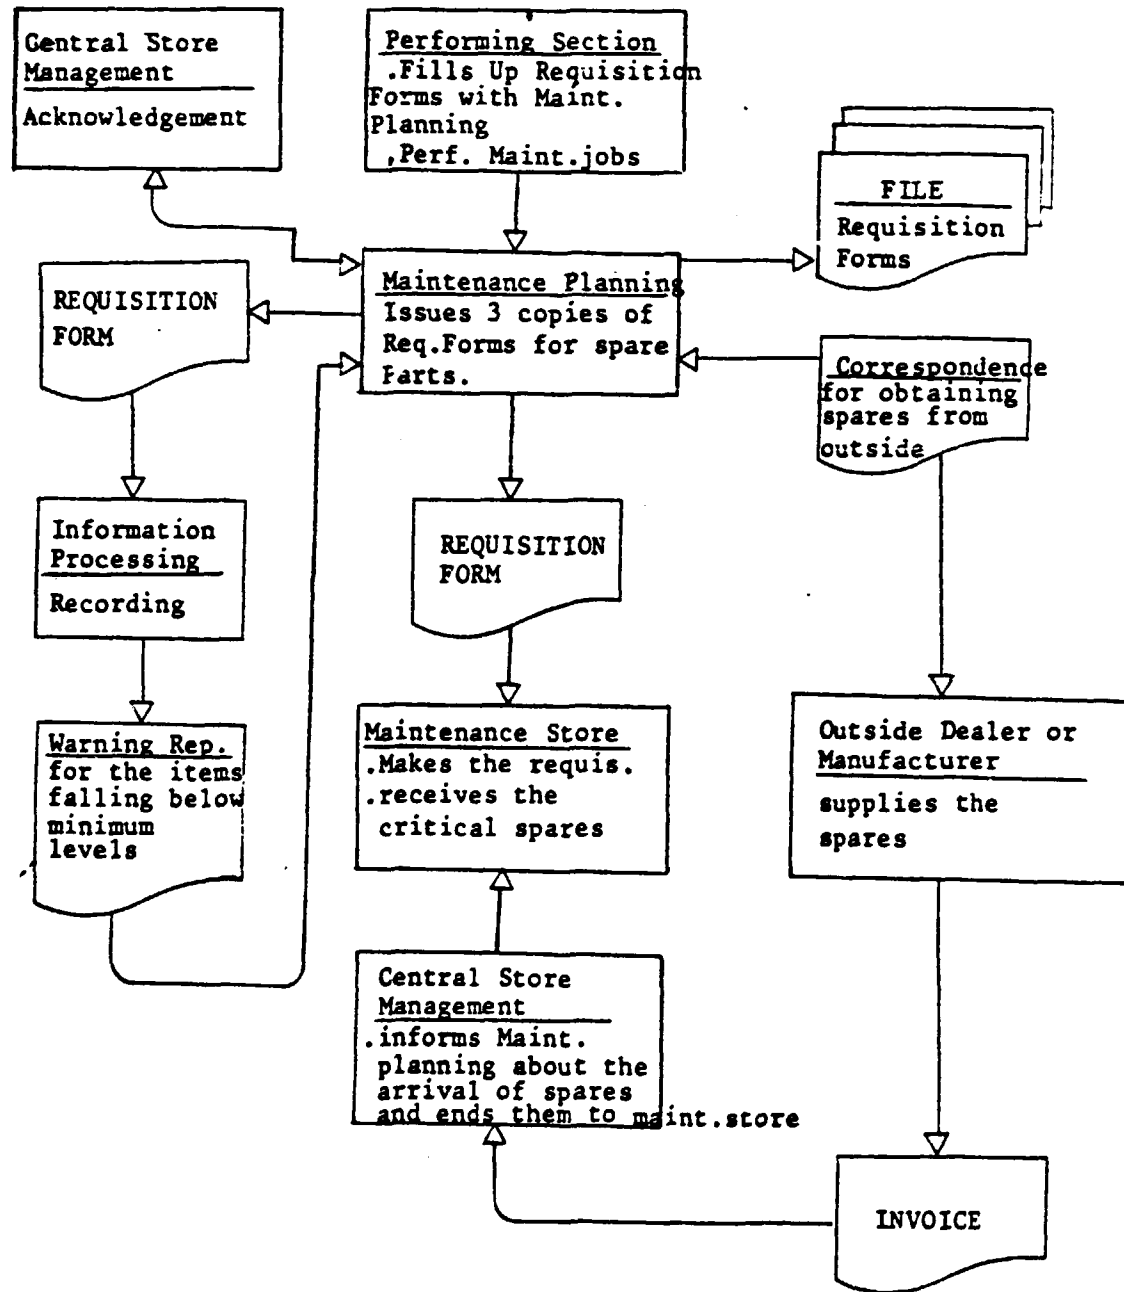 Central Store
Management
Acknowledgement
Performing Section
.Fills Up Requisition
Forms with Maint.
Planning
,Perf. Maint.jobs
FILE
Requisition
Forms
REQUISITION
FORM
Maintenance Planning
Issues 3 copies of
Req.Forms for spare
Parts.
Correspondence
for obtaining
spares from
outside
Information
Processing
Recording
REQUISITION
FORM
Warning Rep.
for the items
falling below
minimum
levels
Maintenance Store
.Makes the requis.
.receives the
critical spares
Outside Dealer or
Manufacturer
supplies the
spares
Central Store
Management
.informs Maint.
planning about the
arrival of spares
and ends them to maint.store
INVOICE